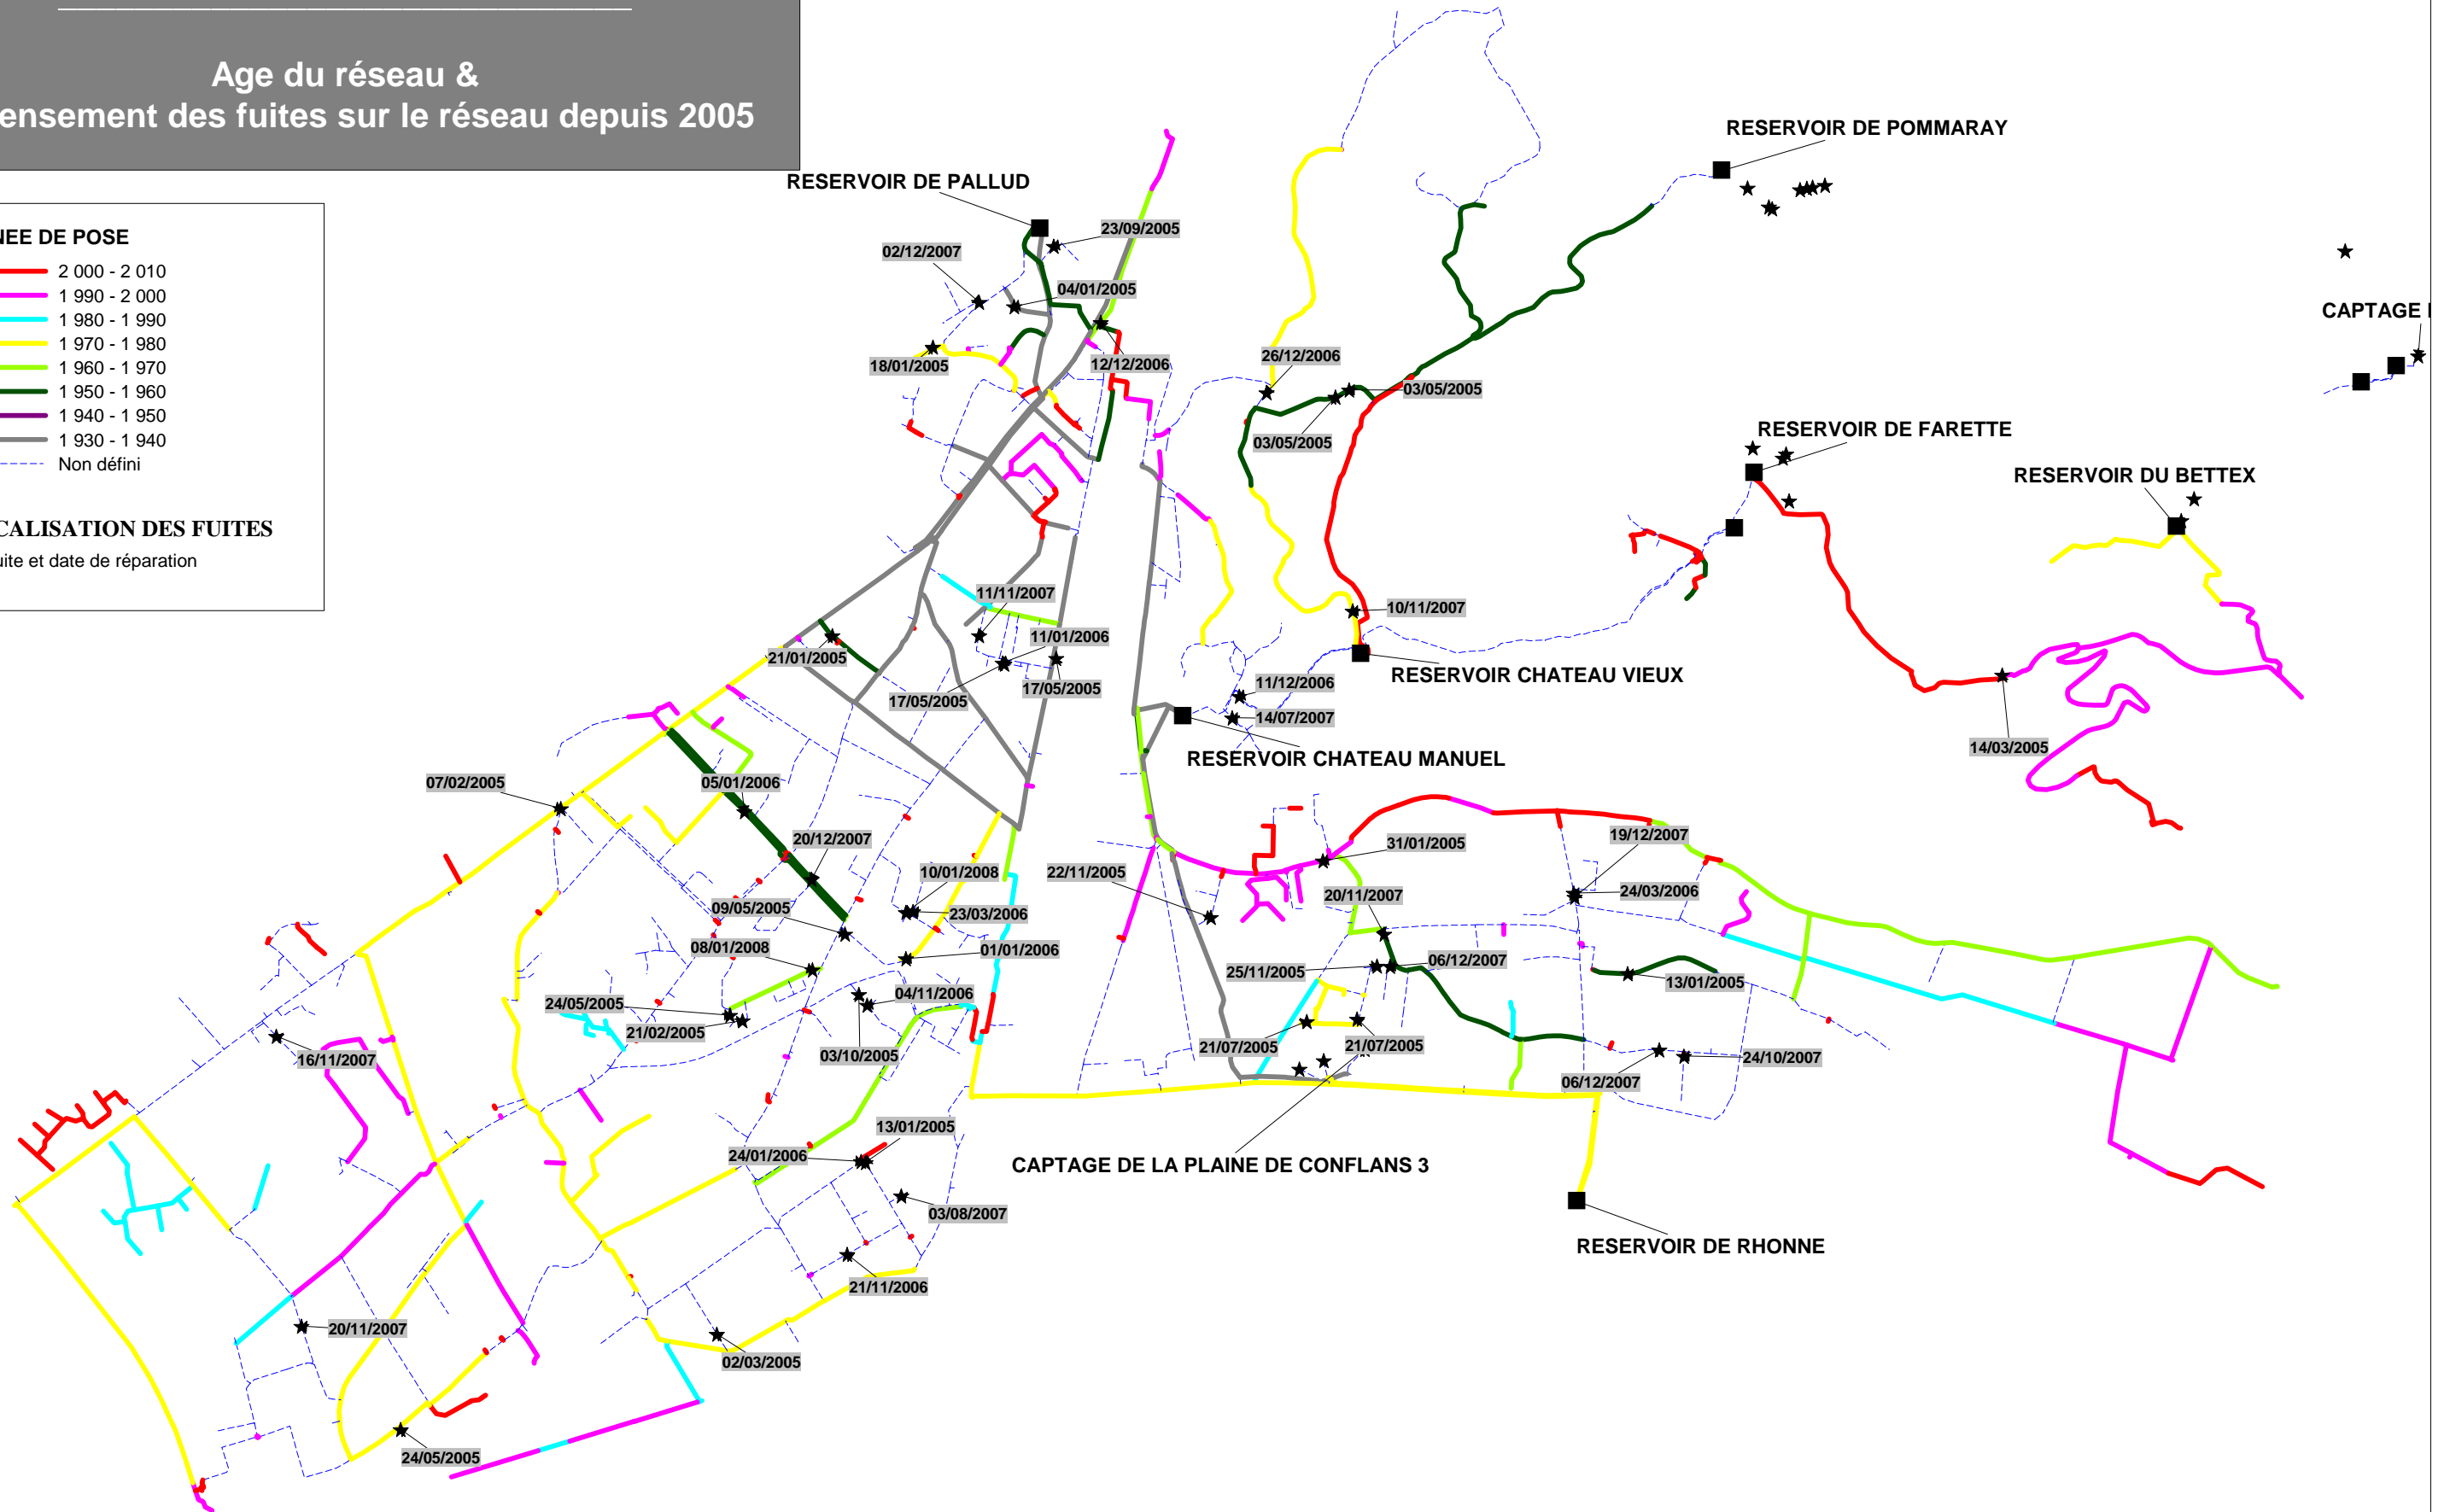 Age du réseau &
ensement des fuites sur le réseau depuis 2005
NEE DE POSE
2 000 - 2 010
1 990 - 2 000
1 980 - 1 990
1 970 - 1 980
1 960 - 1 970
1 950 - 1 960
1 940 - 1 950
1 930 - 1 940
Non défini
CALISATION DES FUITES
uite et date de réparation
RESERVOIR DE POMMARAY
RESERVOIR DE PALLUD
23/09/2005
02/12/2007
04/01/2005
CAPTAGE
18/01/2005
12/12/2006
26/12/2006
03/05/2005
03/05/2005
RESERVOIR DE FARETTE
RESERVOIR DU BETTEX
11/11/2007
10/11/2007
11/01/2006
21/01/2005
RESERVOIR CHATEAU VIEUX
17/05/2005
17/05/2005
11/12/2006
14/07/2007
14/03/2005
RESERVOIR CHATEAU MANUEL
07/02/2005
05/01/2006
20/12/2007
19/12/2007
31/01/2005
10/01/2008
22/11/2005
24/03/2006
20/11/2007
09/05/2005
23/03/2006
08/01/2008
01/01/2006
25/11/2005
06/12/2007
13/01/2005
24/05/2005
04/11/2006
21/02/2005
21/07/2005
21/07/2005
16/11/2007
03/10/2005
24/10/2007
06/12/2007
13/01/2005
24/01/2006
CAPTAGE DE LA PLAINE DE CONFLANS 3
03/08/2007
RESERVOIR DE RHONNE
21/11/2006
20/11/2007
02/03/2005
24/05/2005